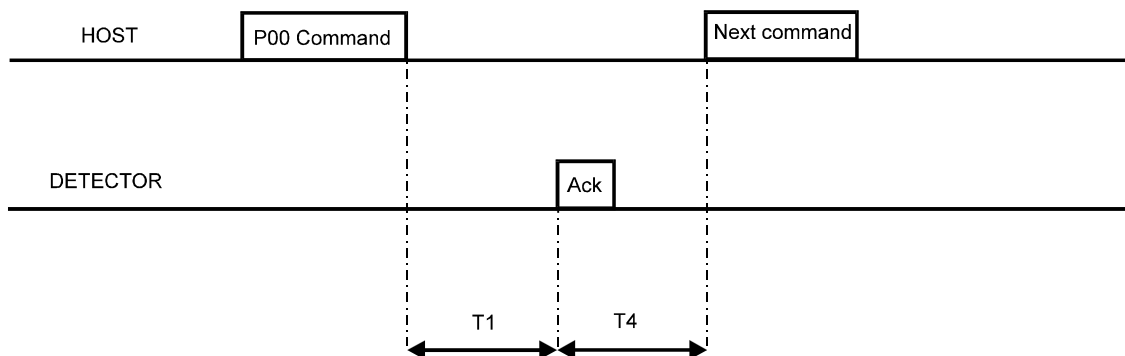 HOST
P00 Command
Next command
DETECTOR
Ack
T1
T4